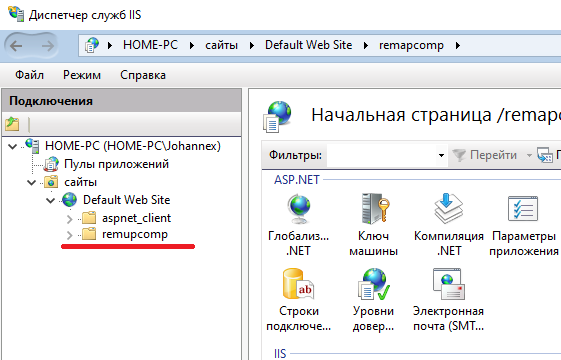 Диспетчер служб IIS
HOME-PC сайты Default Web Site remapcomp
Файл Режим Справка
Подключения
HOME-PC (HOME-PC\Johannex)
Пулы приложений
сайты
Default Web Site
aspnet_client
remupcomp
Начальная страница /remapc
Фильтры: Перейти П
ASP.NET
Глобализ... .NET
Ключ машины
Компиляция .NET
Параметры приложения
Строки подключе...
Уровни довер...
Электронная почта (SMT...
IIS